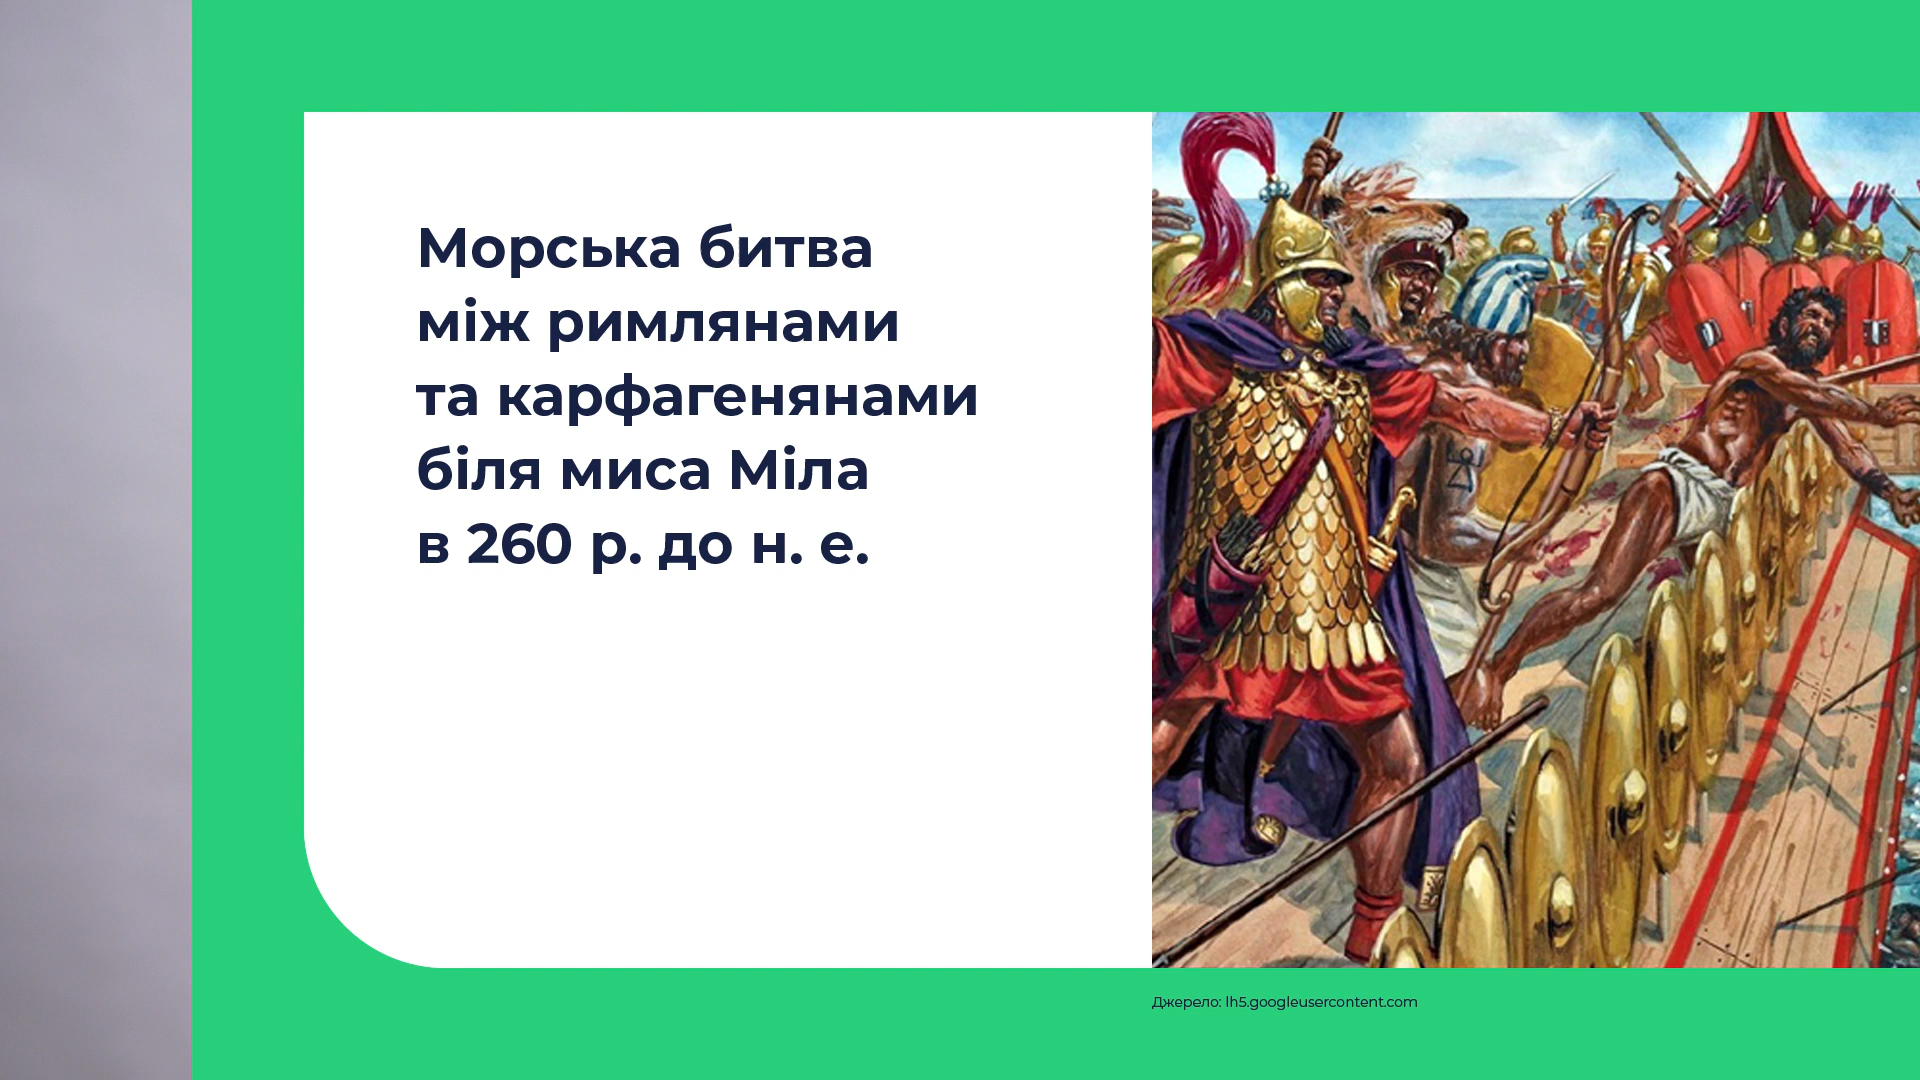 Морська битва
між римлянами
та карфагенянами
біля миса Міла
в 260 р. до н. е.
Джерело: lh5.googleusercontent.com